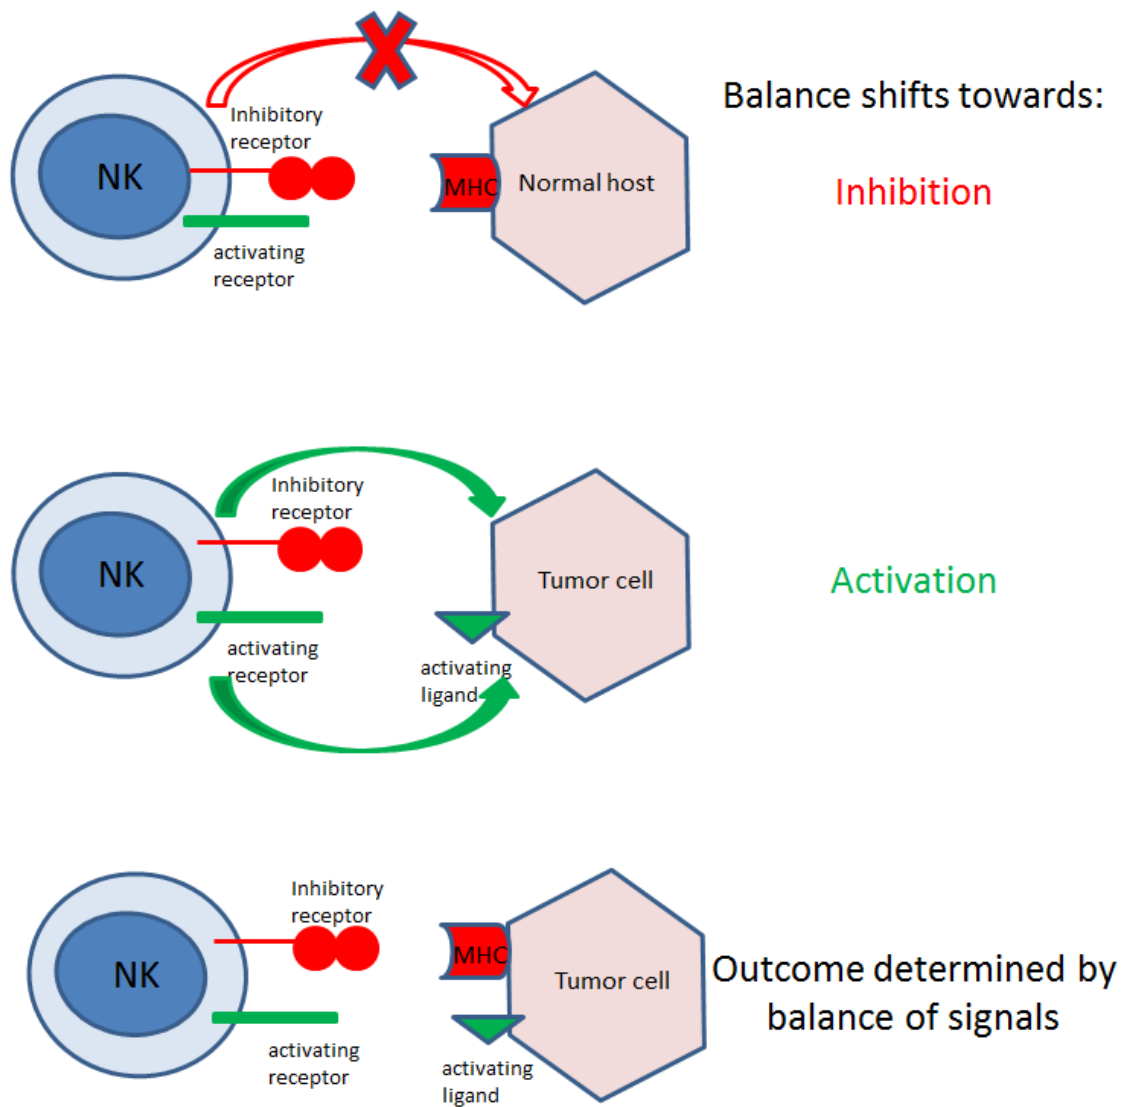 Balance shifts towards:
Inhibitory
receptor
NK
MHC
Normal host
Inhibition
activating
receptor
Inhibitory
receptor
NK
Tumor cell
Activation
activating
receptor
activating
ligand
Inhibitory
receptor
NK
MHC
Tumor cell
Outcome determined by
balance of signals
activating
receptor
activating
ligand